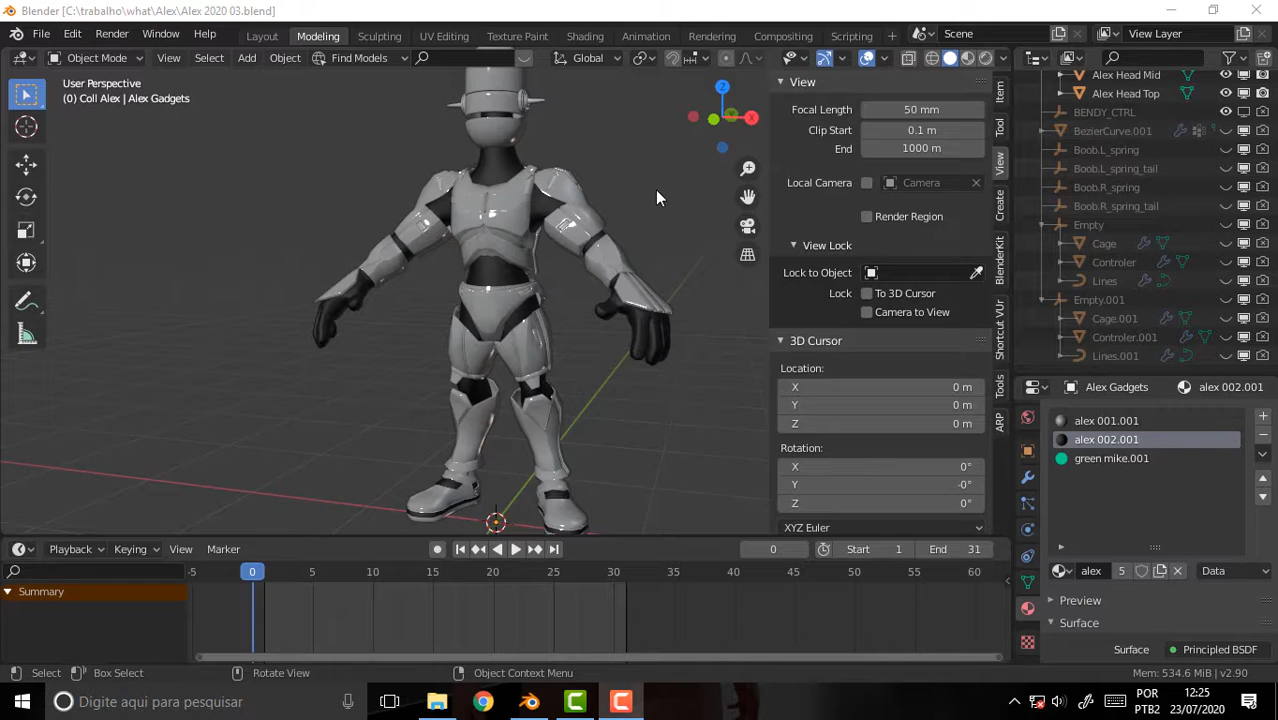 Blender [C:\trabalho\what\Alex\Alex 2020 03.blend]
File Edit Render Window Help Layout Modeling Sculpting UV Editing Texture Paint Shading Animation Rendering Compositing Scripting + Scene View Layer
Object Mode View Select Add Object Find Models Global
User Perspective
(0) Coll Alex | Alex Gadgets
Z
X
View
Focal Length 50 mm
Clip Start 0.1 m
End 1000 m
Local Camera Camera
Render Region
View Lock
Lock to Object
Lock To 3D Cursor
Camera to View
3D Cursor
Location:
X 0 m
Y 0 m
Z 0 m
Rotation:
X 0°
Y -0°
Z 0°
XYZ Euler
Item
Tool
View
Create
BlenderKit
Shortcut VUr
Tools
ARP
Alex Head Mid
Alex Head Top
BENDY_CTRL
BezierCurve.001
Boob.L_spring
Boob.L_spring_tail
Boob.R_spring
Boob.R_spring_tail
Empty
Cage
Controler
Lines
Empty.001
Cage.001
Controler.001
Lines.001
Alex Gadgets alex 002.001
alex 001.001
alex 002.001
green mike.001
alex 5 Data
Preview
Surface
Surface Principled BSDF
Playback Keying View Marker 0 Start 1 End 31
-5 0 5 10 15 20 25 30 35 40 45 50 55 60
Summary
Select Box Select Rotate View Object Context Menu Mem: 534.6 MiB | v2.90
Digite aqui para pesquisar
POR
PTB2
12:25
23/07/2020